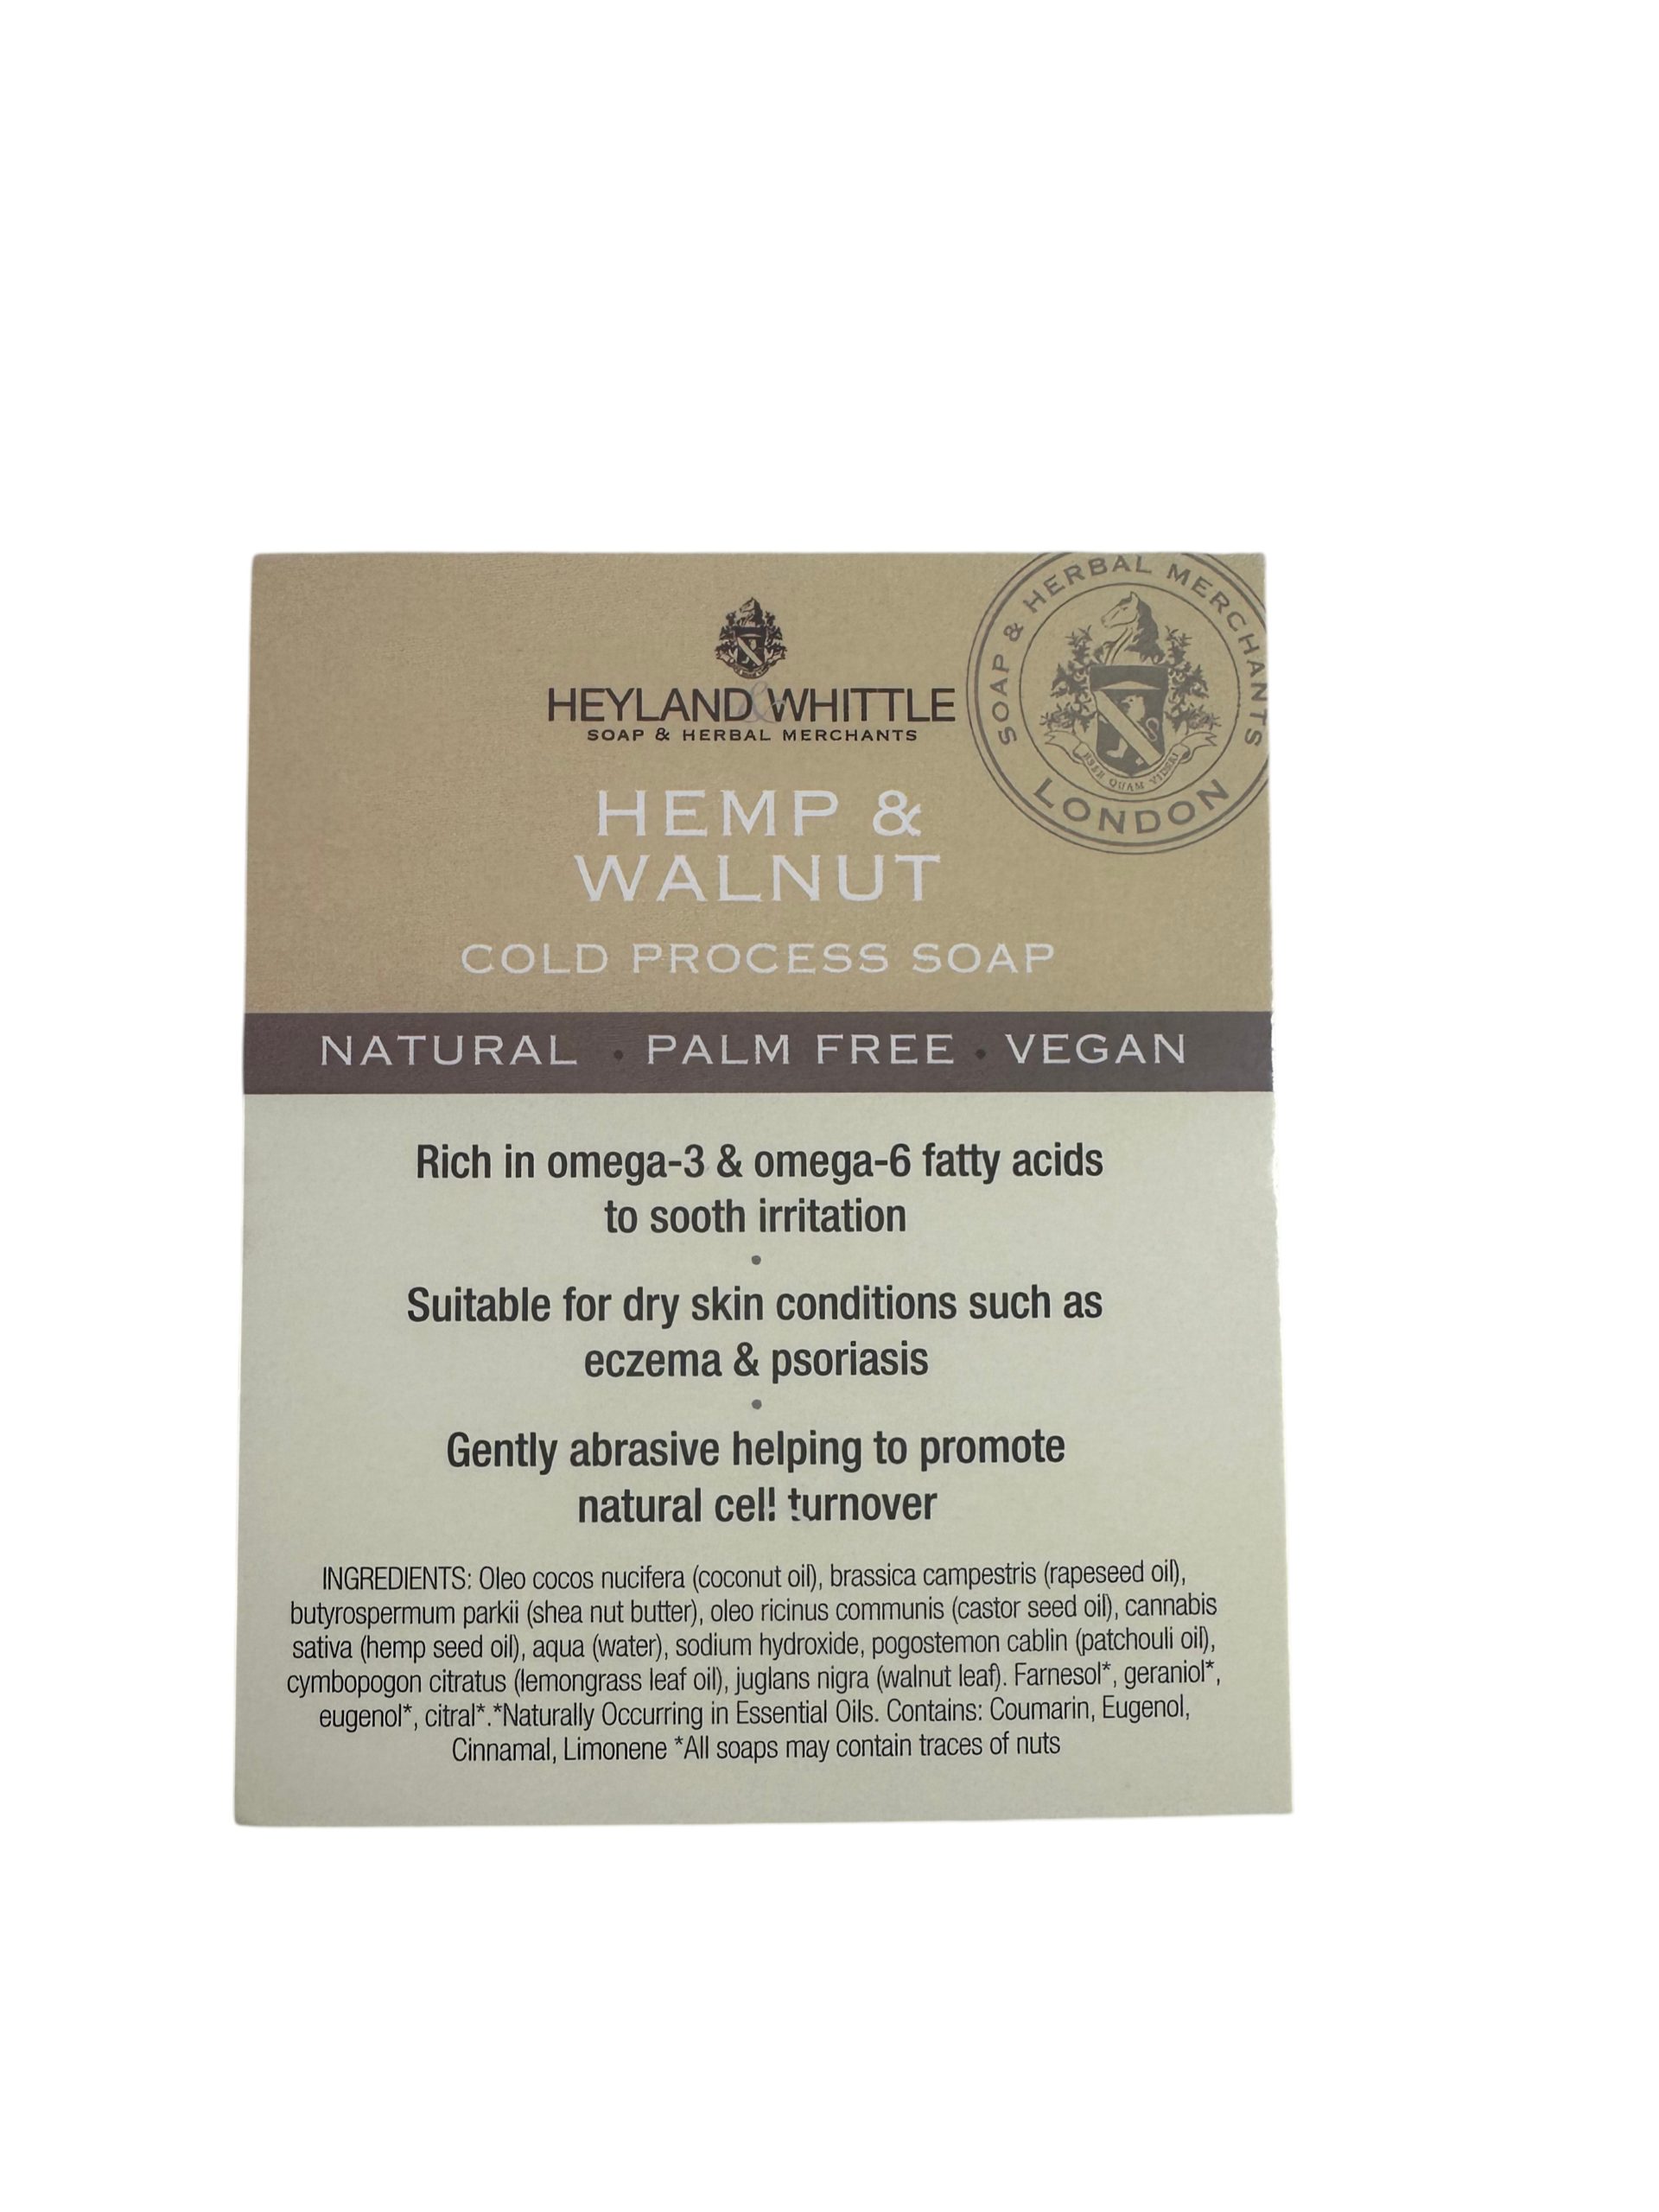 HEYLAND & WHITTLE
SOAP & HERBAL MERCHANTS
SOAP & HERBAL MERCHANTS
LONDON
ESSE QUAM VIDERI
HEMP &
WALNUT
COLD PROCESS SOAP
NATURAL • PALM FREE • VEGAN
Rich in omega-3 & omega-6 fatty acids
to sooth irritation
•
Suitable for dry skin conditions such as
eczema & psoriasis
•
Gently abrasive helping to promote
natural cell turnover
INGREDIENTS: Oleo cocos nucifera (coconut oil), brassica campestris (rapeseed oil),
butyrospermum parkii (shea nut butter), oleo ricinus communis (castor seed oil), cannabis
sativa (hemp seed oil), aqua (water), sodium hydroxide, pogostemon cablin (patchouli oil),
cymbopogon citratus (lemongrass leaf oil), juglans nigra (walnut leaf). Farnesol*, geraniol*,
eugenol*, citral*.*Naturally Occurring in Essential Oils. Contains: Coumarin, Eugenol,
Cinnamal, Limonene *All soaps may contain traces of nuts